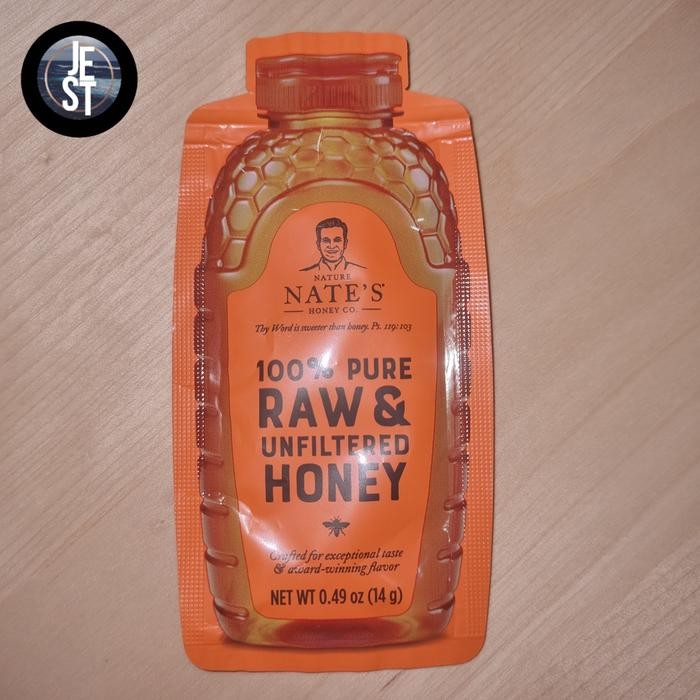 JE
ST
NATURE
NATE'S
HONEY CO.
Thy Word is sweeter than honey. Ps. 119:103
100% PURE
RAW &
UNFILTERED
HONEY
Crafted for exceptional taste
& award-winning flavor
NET WT 0.49 oz (14 g)